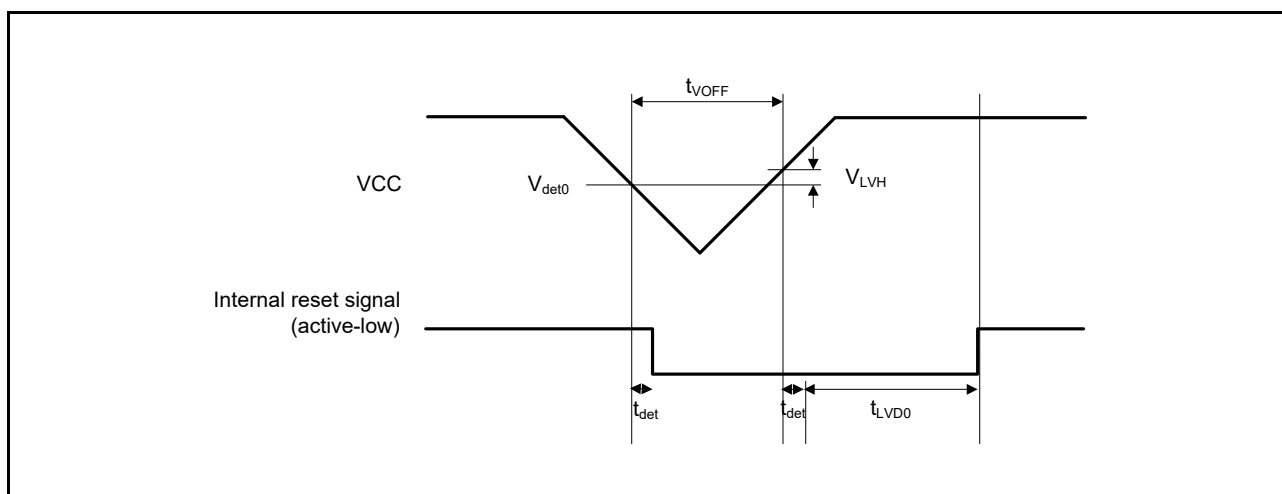 tVOFF
VCC
Vdet0
VLVH
Internal reset signal
(active-low)
tdet
tdet
tLVD0